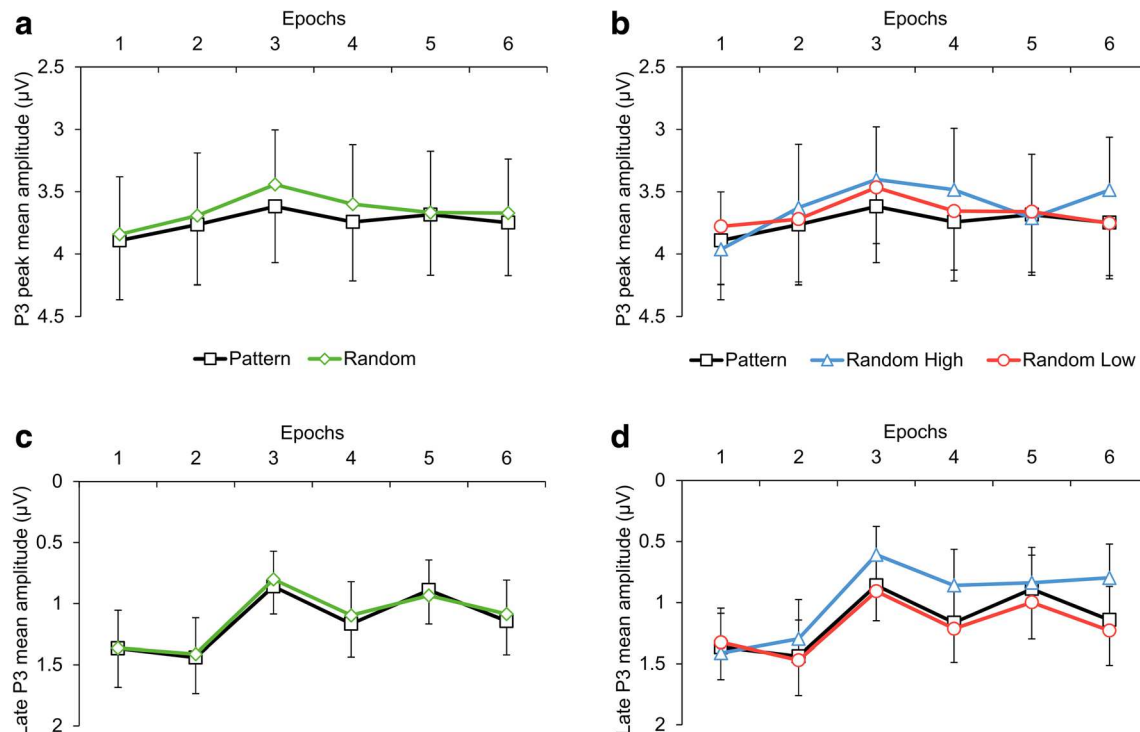 a
Epochs
1 2 3 4 5 6
P3 peak mean amplitude (µV)
2.5
3
3.5
4
4.5
Pattern Random
b
Epochs
1 2 3 4 5 6
P3 peak mean amplitude (µV)
2.5
3
3.5
4
4.5
Pattern Random High Random Low
c
Epochs
1 2 3 4 5 6
Late P3 mean amplitude (µV)
0
0.5
1
1.5
2
d
Epochs
1 2 3 4 5 6
Late P3 mean amplitude (µV)
0
0.5
1
1.5
2